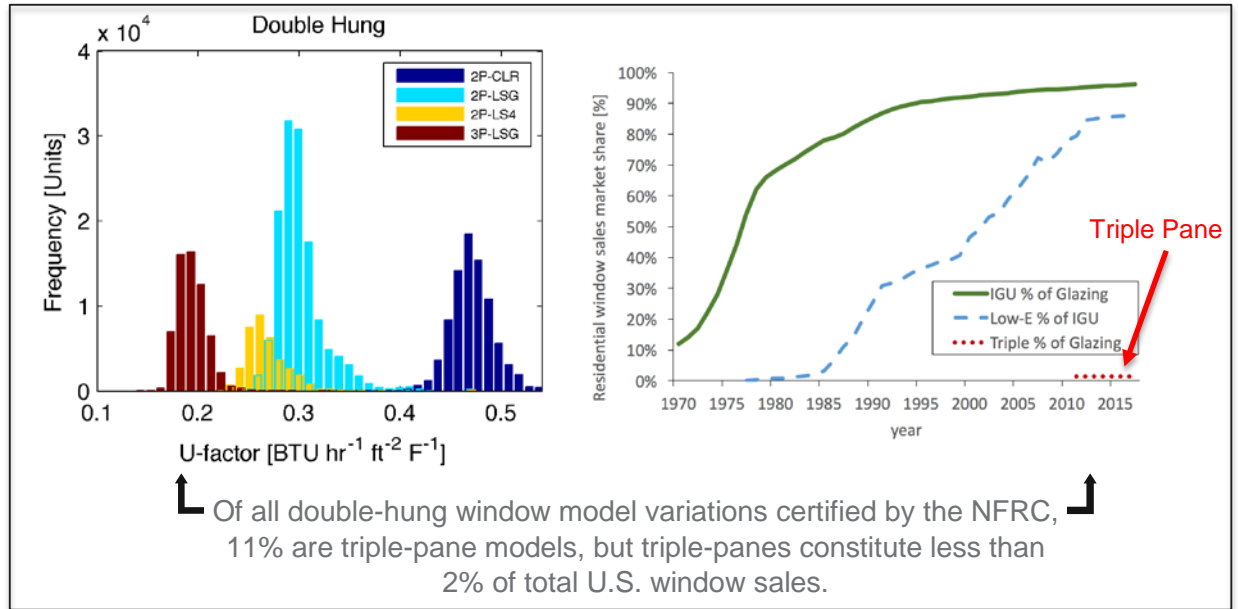 Double Hung
x 10^4
4
3
2
1
0
Frequency [Units]
2P-CLR
2P-LSG
2P-LS4
3P-LSG
0.1 0.2 0.3 0.4 0.5
U-factor [BTU hr^-1 ft^-2 F^-1]
Residential window sales market share [%]
100%
90%
80%
70%
60%
50%
40%
30%
20%
10%
0%
Triple Pane
IGU % of Glazing
Low-E % of IGU
Triple % of Glazing
1970 1975 1980 1985 1990 1995 2000 2005 2010 2015
year
Of all double-hung window model variations certified by the NFRC,
11% are triple-pane models, but triple-panes constitute less than
2% of total U.S. window sales.